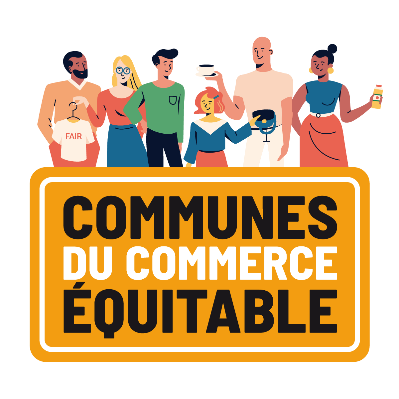 FAIR
COMMUNES
DU COMMERCE
ÉQUITABLE